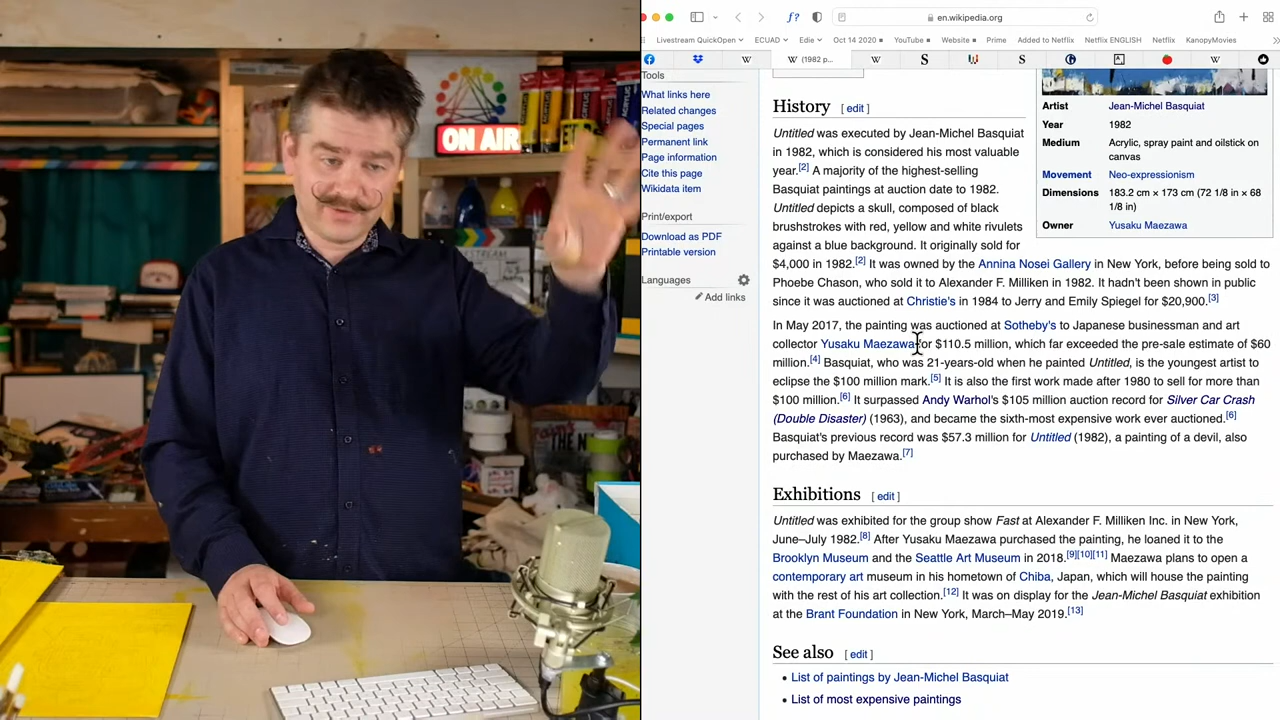 en.wikipedia.org
Livestream QuickOpen
ECUAD
Edie
Oct 14 2020
YouTube
Website
Prime
Added to Netflix
Netflix ENGLISH
Netflix
KanopyMovies
(1982 p...
ON AIR
ACRYLIC
Tools
What links here
Related changes
Special pages
Permanent link
Page information
Cite this page
Wikidata item
Print/export
Download as PDF
Printable version
Languages
Add links
History [ edit ]
Untitled was executed by Jean-Michel Basquiat
in 1982, which is considered his most valuable
year.[2] A majority of the highest-selling
Basquiat paintings at auction date to 1982.
Untitled depicts a skull, composed of black
brushstrokes with red, yellow and white rivulets
against a blue background. It originally sold for
$4,000 in 1982.[2] It was owned by the Annina Nosei Gallery in New York, before being sold to
Phoebe Chason, who sold it to Alexander F. Milliken in 1982. It hadn't been shown in public
since it was auctioned at Christie's in 1984 to Jerry and Emily Spiegel for $20,900.[3]
Artist Jean-Michel Basquiat
Year 1982
Medium Acrylic, spray paint and oilstick on
canvas
Movement Neo-expressionism
Dimensions 183.2 cm × 173 cm (72 1/8 in × 68
1/8 in)
Owner Yusaku Maezawa
In May 2017, the painting was auctioned at Sotheby's to Japanese businessman and art
collector Yusaku Maezawa for $110.5 million, which far exceeded the pre-sale estimate of $60
million.[4] Basquiat, who was 21-years-old when he painted Untitled, is the youngest artist to
eclipse the $100 million mark.[5] It is also the first work made after 1980 to sell for more than
$100 million.[6] It surpassed Andy Warhol's $105 million auction record for Silver Car Crash
(Double Disaster) (1963), and became the sixth-most expensive work ever auctioned.[6]
Basquiat's previous record was $57.3 million for Untitled (1982), a painting of a devil, also
purchased by Maezawa.[7]
Exhibitions [ edit ]
Untitled was exhibited for the group show Fast at Alexander F. Milliken Inc. in New York,
June–July 1982.[8] After Yusaku Maezawa purchased the painting, he loaned it to the
Brooklyn Museum and the Seattle Art Museum in 2018.[9][10][11] Maezawa plans to open a
contemporary art museum in his hometown of Chiba, Japan, which will house the painting
with the rest of his art collection.[12] It was on display for the Jean-Michel Basquiat exhibition
at the Brant Foundation in New York, March–May 2019.[13]
See also [ edit ]
List of paintings by Jean-Michel Basquiat
List of most expensive paintings